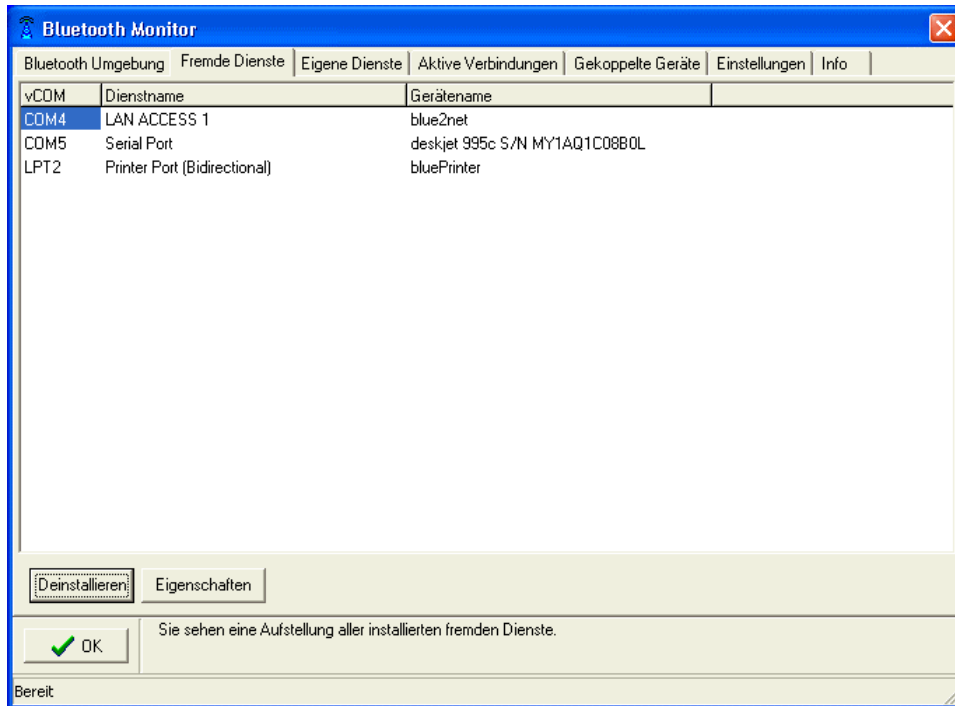 Bluetooth Monitor
Bluetooth Umgebung Fremde Dienste Eigene Dienste Aktive Verbindungen Gekoppelte Geräte Einstellungen Info
vCOM Dienstname Gerätename
COM4 LAN ACCESS 1 blue2net
COM5 Serial Port deskjet 995c S/N MY1AQ1C08B0L
LPT2 Printer Port (Bidirectional) bluePrinter
Deinstallieren Eigenschaften
OK Sie sehen eine Aufstellung aller installierten fremden Dienste.
Bereit